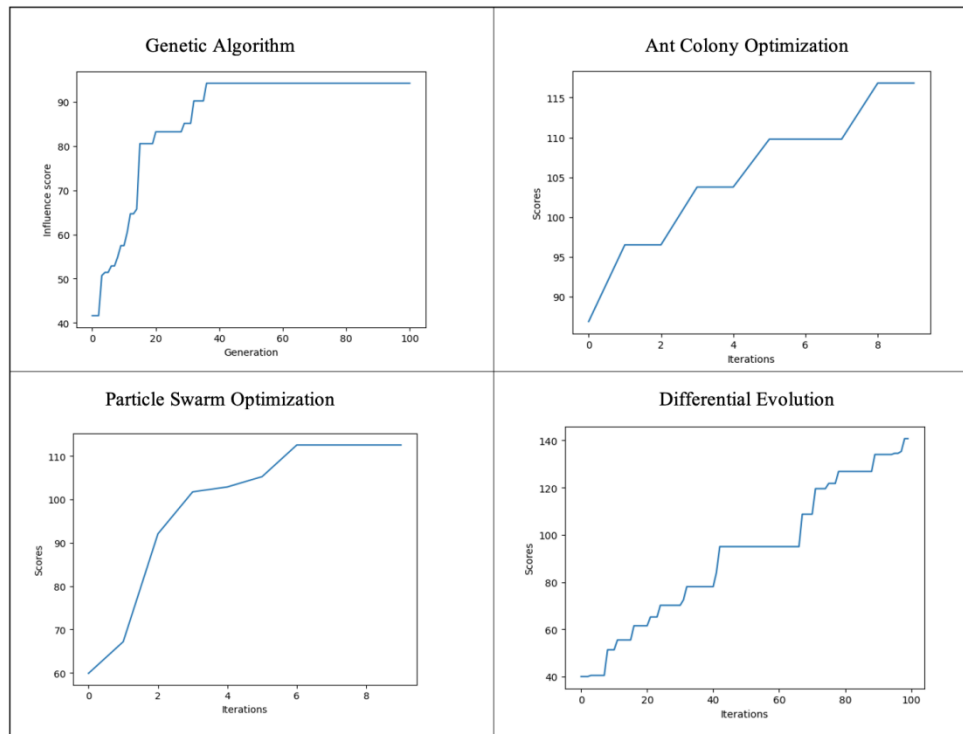 Genetic Algorithm
90
80
70
60
50
40
Influence score
0 20 40 60 80 100
Generation
Ant Colony Optimization
115
110
105
100
95
90
Scores
0 2 4 6 8
Iterations
Particle Swarm Optimization
110
100
90
80
70
60
Scores
0 2 4 6 8
Iterations
Differential Evolution
140
120
100
80
60
40
Scores
0 20 40 60 80 100
Iterations